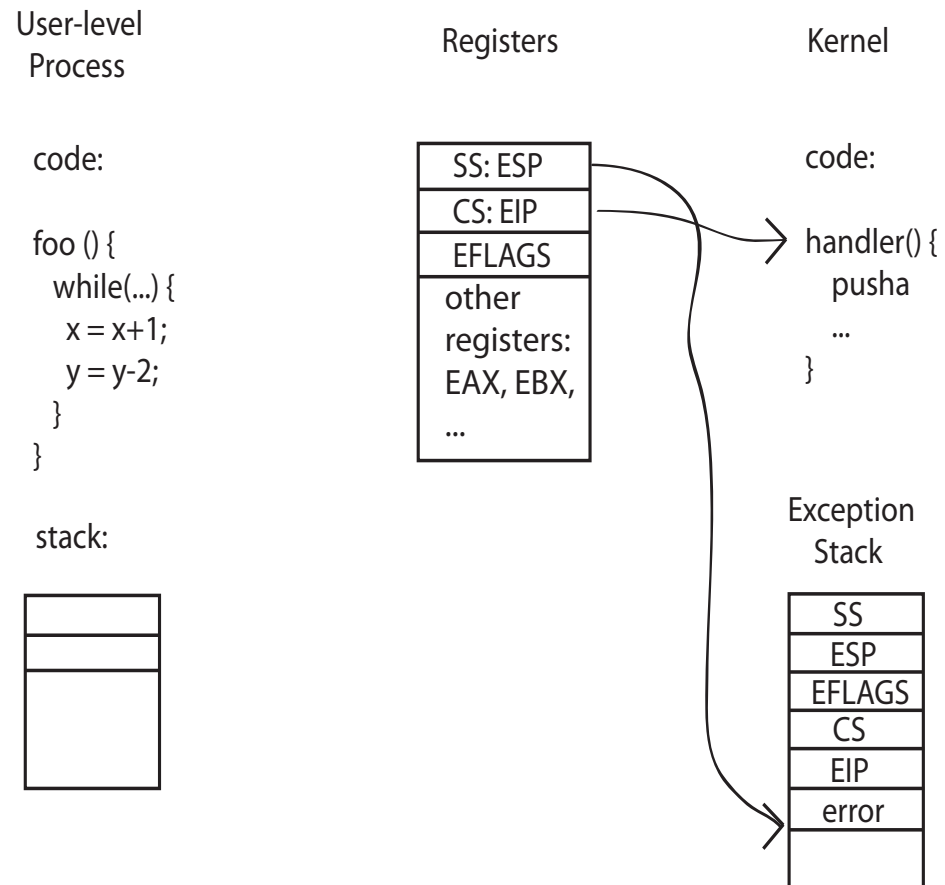 User-level
Process
code:
foo () {
while(...) {
x = x+1;
y = y-2;
}
}
stack:
Registers
SS: ESP
CS: EIP
EFLAGS
other
registers:
EAX, EBX,
...
Kernel
code:
handler() {
pusha
...
}
Exception
Stack
SS
ESP
EFLAGS
CS
EIP
error